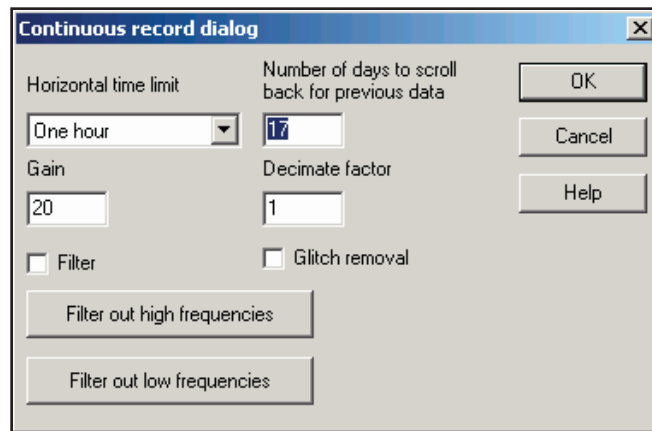 Continuous record dialog
Horizontal time limit
One hour
Number of days to scroll
back for previous data
17
OK
Cancel
Help
Gain
20
Decimate factor
1
Filter
Glitch removal
Filter out high frequencies
Filter out low frequencies